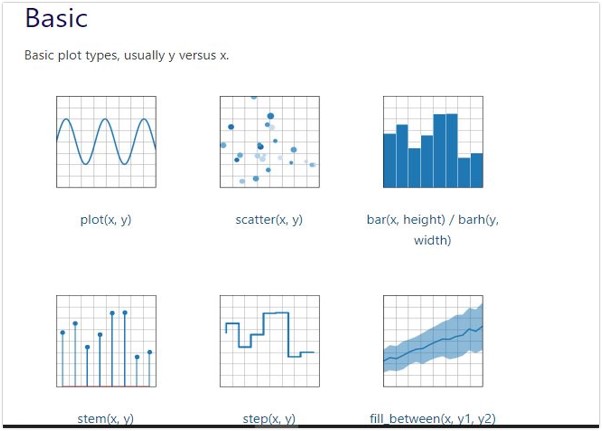 Basic
Basic plot types, usually y versus x.
plot(x, y)
scatter(x, y)
bar(x, height) / barh(y,
width)
stem(x, y)
step(x, y)
fill_between(x, y1, y2)